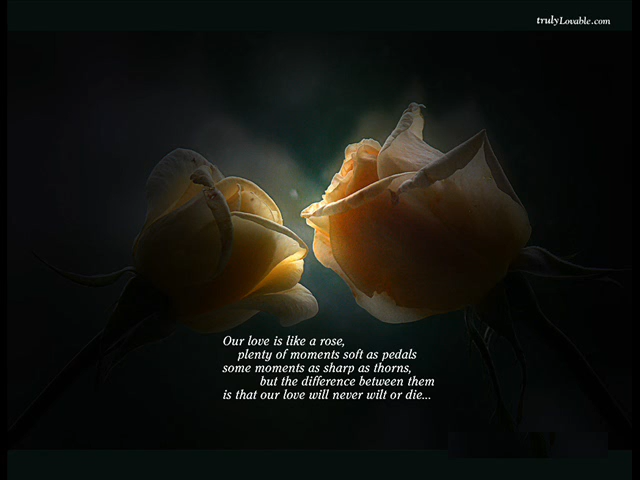 trulyLovable.com
Our love is like a rose,
plenty of moments soft as pedals
some moments as sharp as thorns,
but the difference between them
is that our love will never wilt or die...